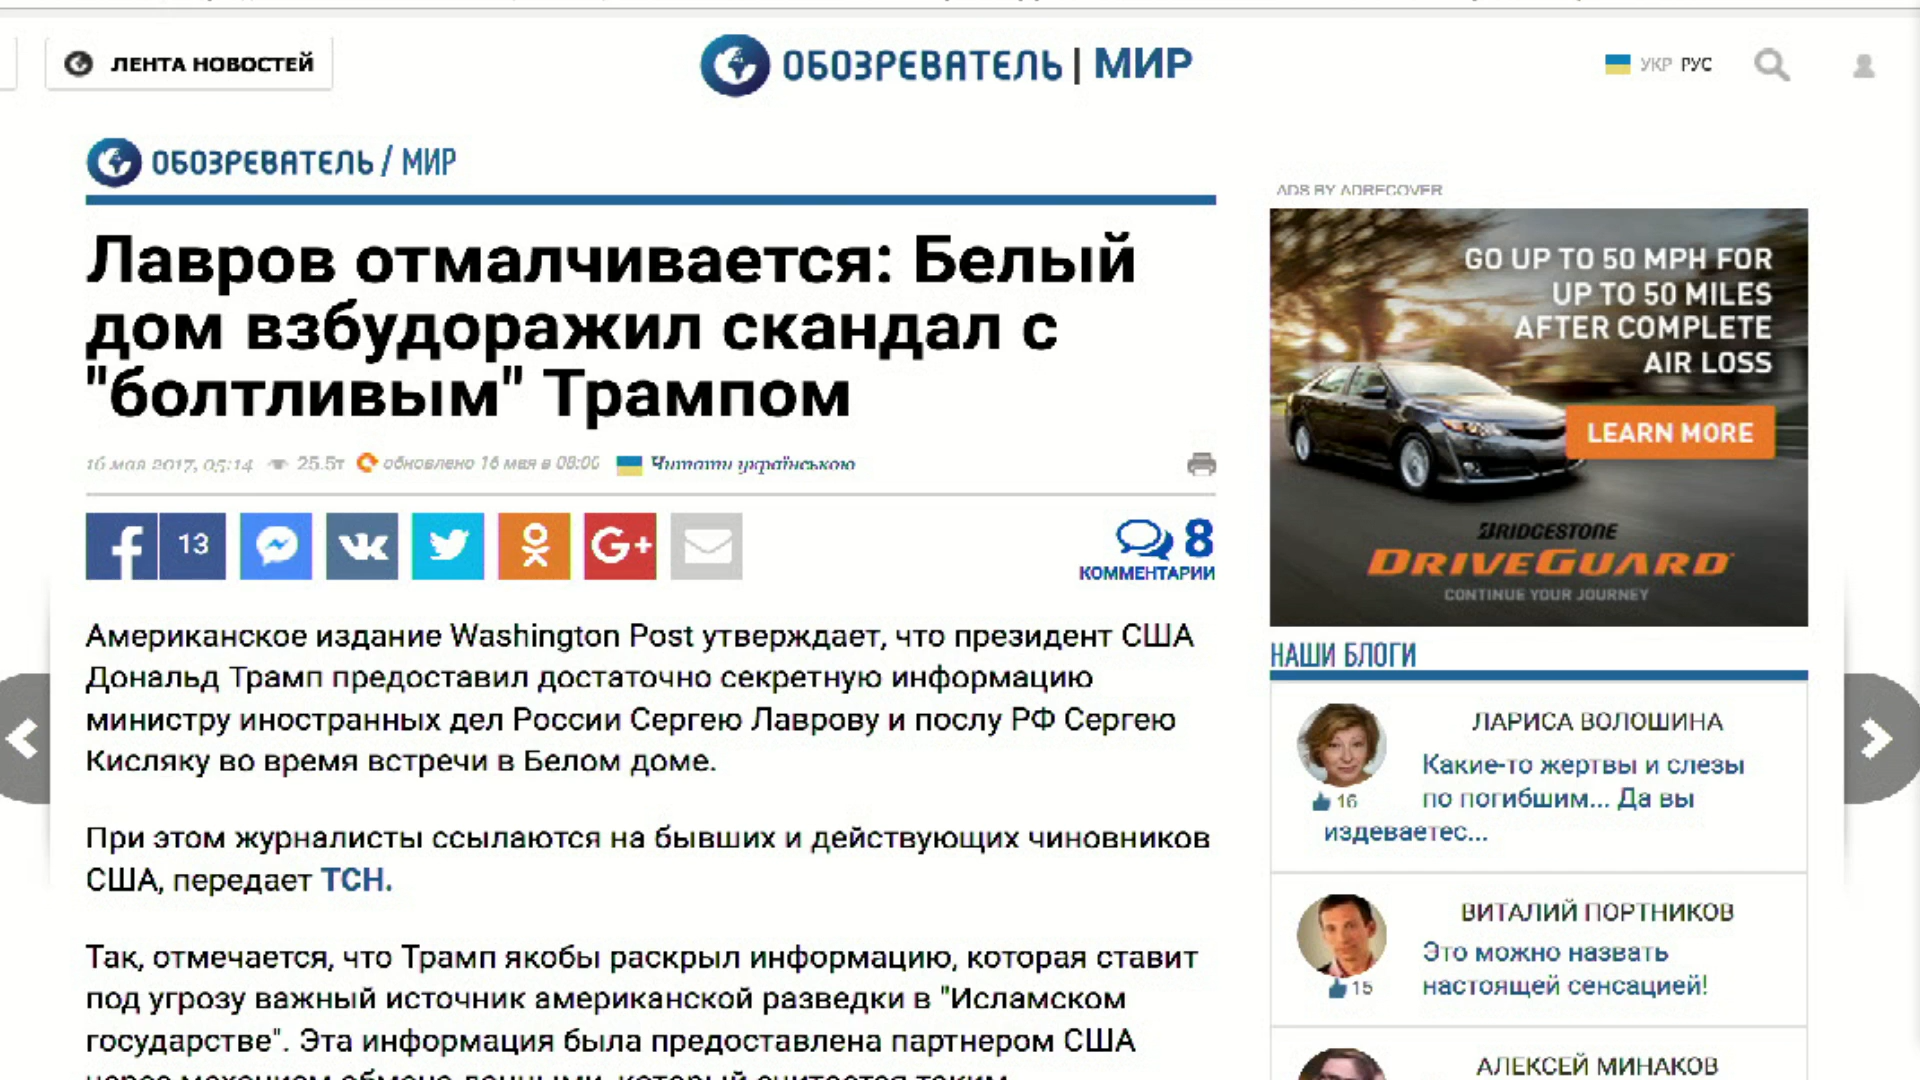 ЛЕНТА НОВОСТЕЙ
ОБОЗРЕВАТЕЛЬ | МИР
УКР РУС
ОБОЗРЕВАТЕЛЬ / МИР
Лавров отмалчивается: Белый
дом взбудоражил скандал с
"болтливым" Трампом
16 мая 2017, 05:14 25.5т обновлено 16 мая в 08:06 Читати українською
13
8
КОММЕНТАРИИ
Американское издание Washington Post утверждает, что президент США
Дональд Трамп предоставил достаточно секретную информацию
министру иностранных дел России Сергею Лаврову и послу РФ Сергею
Кисляку во время встречи в Белом доме.
При этом журналисты ссылаются на бывших и действующих чиновников
США, передает ТСН.
Так, отмечается, что Трамп якобы раскрыл информацию, которая ставит
под угрозу важный источник американской разведки в "Исламском
государстве". Эта информация была предоставлена партнером США
ADS BY ADRECOVER
GO UP TO 50 MPH FOR
UP TO 50 MILES
AFTER COMPLETE
AIR LOSS
LEARN MORE
BRIDGESTONE
DRIVEGUARD
CONTINUE YOUR JOURNEY
НАШИ БЛОГИ
ЛАРИСА ВОЛОШИНА
Какие-то жертвы и слезы
по погибшим... Да вы
издеваетес...
16
ВИТАЛИЙ ПОРТНИКОВ
Это можно назвать
настоящей сенсацией!
15
АЛЕКСЕЙ МИНАКОВ